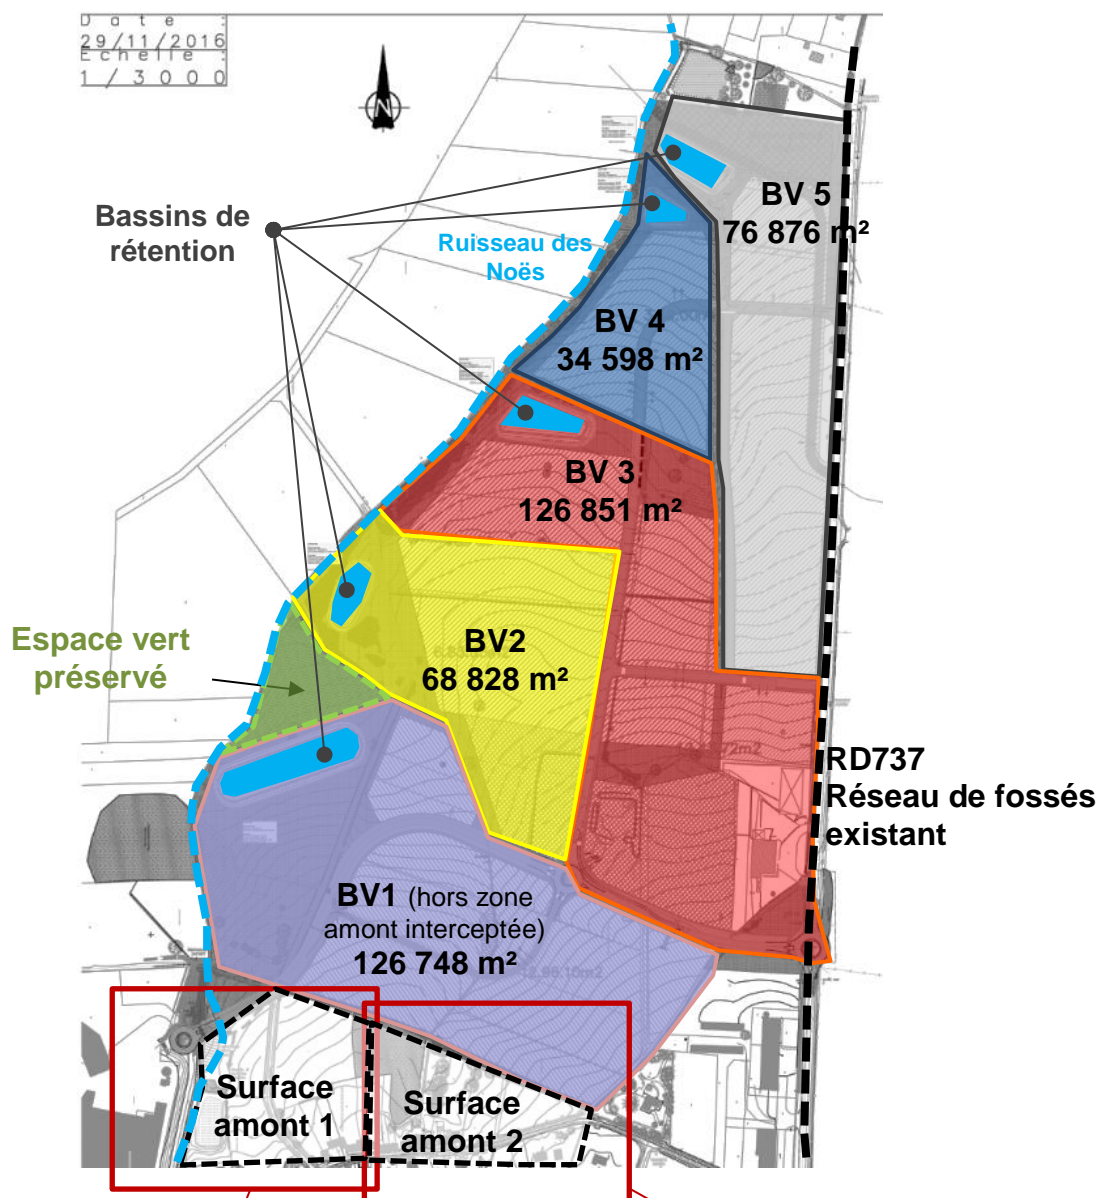 Date :
29/11/2016
Echelle :
1/3000
N
Bassins de
rétention
Ruisseau des
Noës
BV 5
76 876 m²
BV 4
34 598 m²
BV 3
126 851 m²
BV2
68 828 m²
Espace vert
préservé
RD737
Réseau de fossés
existant
BV1 (hors zone
amont interceptée)
126 748 m²
Surface
amont 1
Surface
amont 2